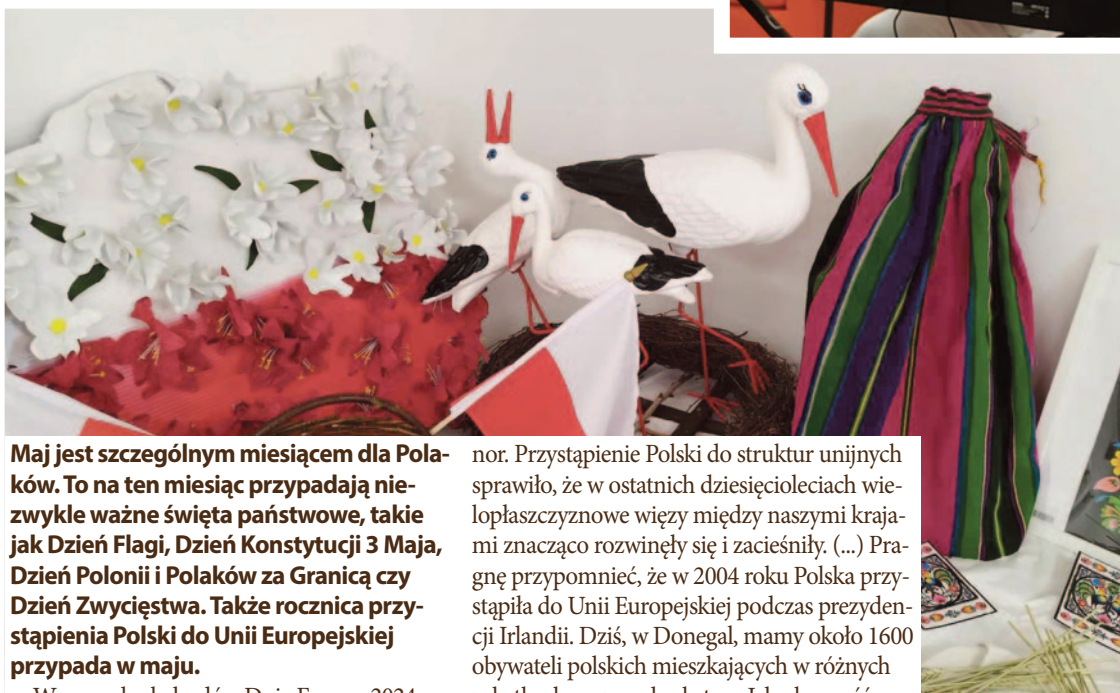 Maj jest szczególnym miesiącem dla Pola-
ków. To na ten miesiąc przypadają nie-
zwykle ważne święta państwowe, takie
jak Dzień Flagi, Dzień Konstytucji 3 Maja,
Dzień Polonii i Polaków za Granicą czy
Dzień Zwycięstwa. Także rocznica przy-
stąpienia Polski do Unii Europejskiej
przypada w maju.
nor. Przystąpienie Polski do struktur unijnych
sprawiło, że w ostatnich dziesięcioleciach wie-
lopłaszczyznowe więzy między naszymi kraja-
mi znacząco rozwinęły się i zacieśniły. (...) Pra-
gnę przypomnieć, że w 2004 roku Polska przy-
stąpiła do Unii Europejskiej podczas prezyden-
cji Irlandii. Dziś, w Donegal, mamy około 1600
obywateli polskich mieszkających w różnych